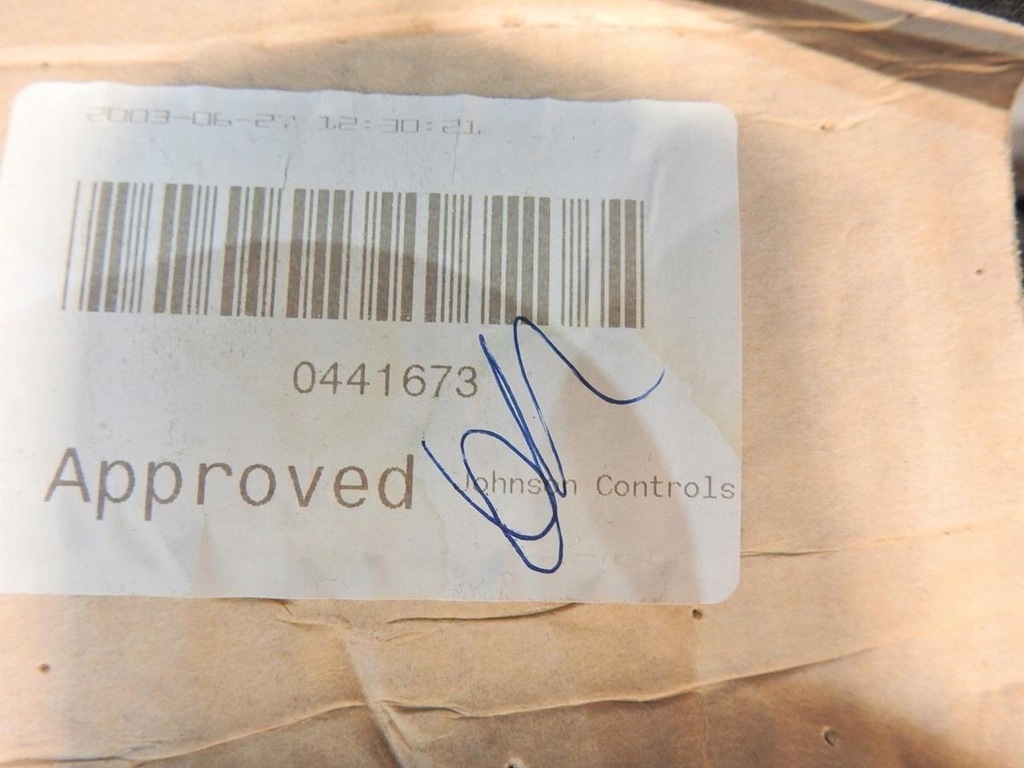 2003-06-27 12:30:21
0441673
Approved Johnson Controls